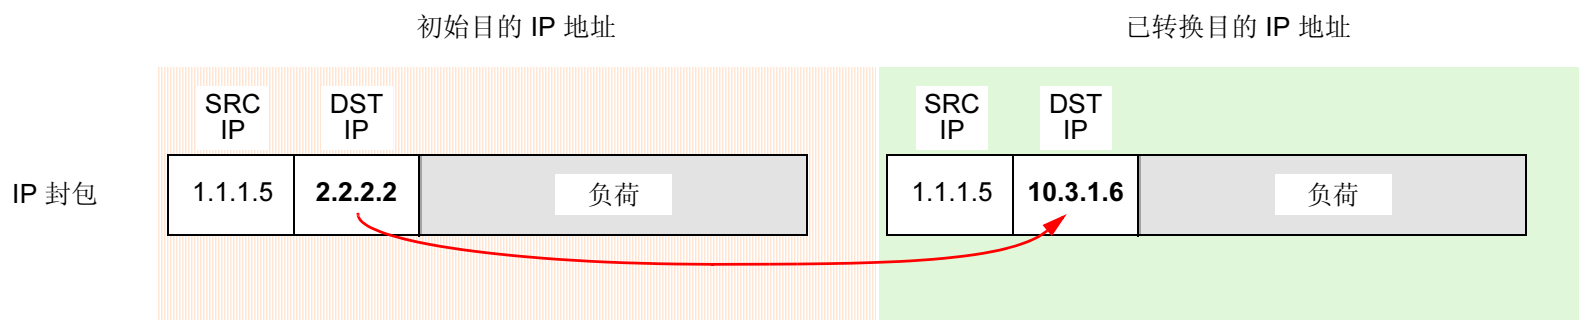 初始目的 IP 地址
已转换目的 IP 地址
SRC
IP
DST
IP
SRC
IP
DST
IP
IP 封包
1.1.1.5
2.2.2.2
负荷
1.1.1.5
10.3.1.6
负荷